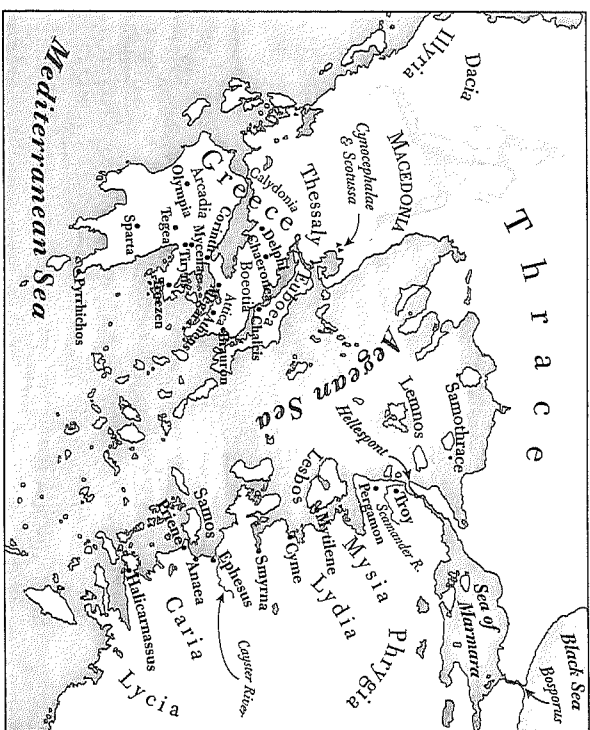 Dacia
Illyria
MACEDONIA
Cynocephalae
& Scotussa
Thrace
Thessaly
Calydonia
Greece
Delphi
Chaeronea
Boeotia
Euboea
Chalcis
Attica
Brauron
Corinth
Mycenae
Arcadia
Olympia
Tegea
Tiryns
Troezen
Sparta
Pyrrhichos
Mediterranean Sea
Aegean Sea
Samothrace
Lemnos
Hellespont
Troy
Scamander R.
Pergamon
Lesbos
Mytilene
Mysia
Cyme
Lydia
Smyrna
Ephesus
Samos
Anaea
Priene
Caria
Halicarnassus
Lycia
Cayster River
Phrygia
Sea of
Marmara
Black Sea
Bosporus